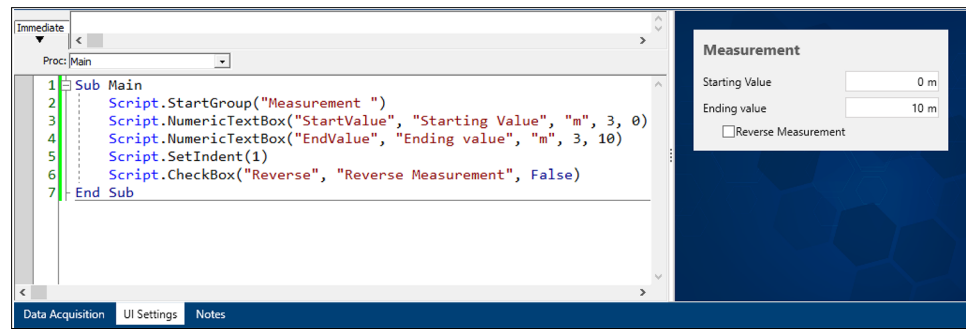 Immediate
Proc: Main
1 Sub Main
2 Script.StartGroup("Measurement ")
3 Script.NumericTextBox("StartValue", "Starting Value", "m", 3, 0)
4 Script.NumericTextBox("EndValue", "Ending value", "m", 3, 10)
5 Script.SetIndent(1)
6 Script.CheckBox("Reverse", "Reverse Measurement", False)
7 End Sub
Data Acquisition UI Settings Notes
Measurement
Starting Value 0 m
Ending value 10 m
Reverse Measurement